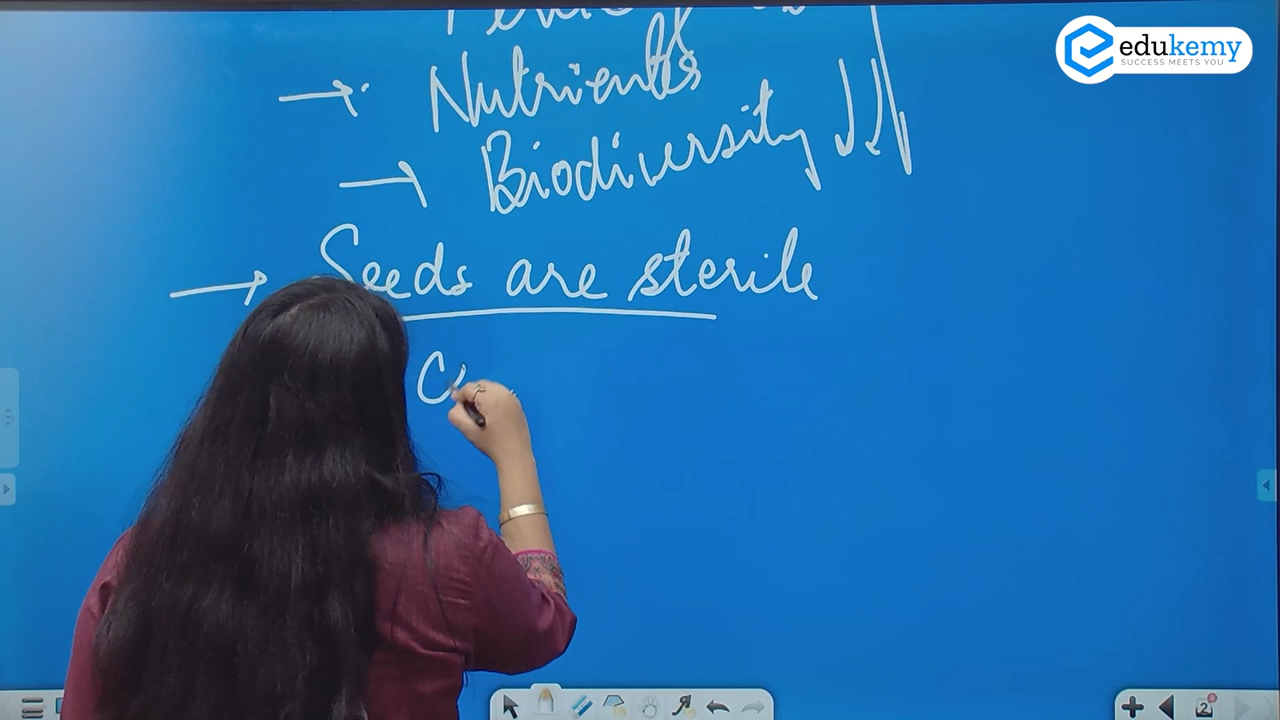 edukemy
SUCCESS MEETS YOU
→ Nutrients
→ Biodiversity ↓↓
→ Seeds are sterile
C